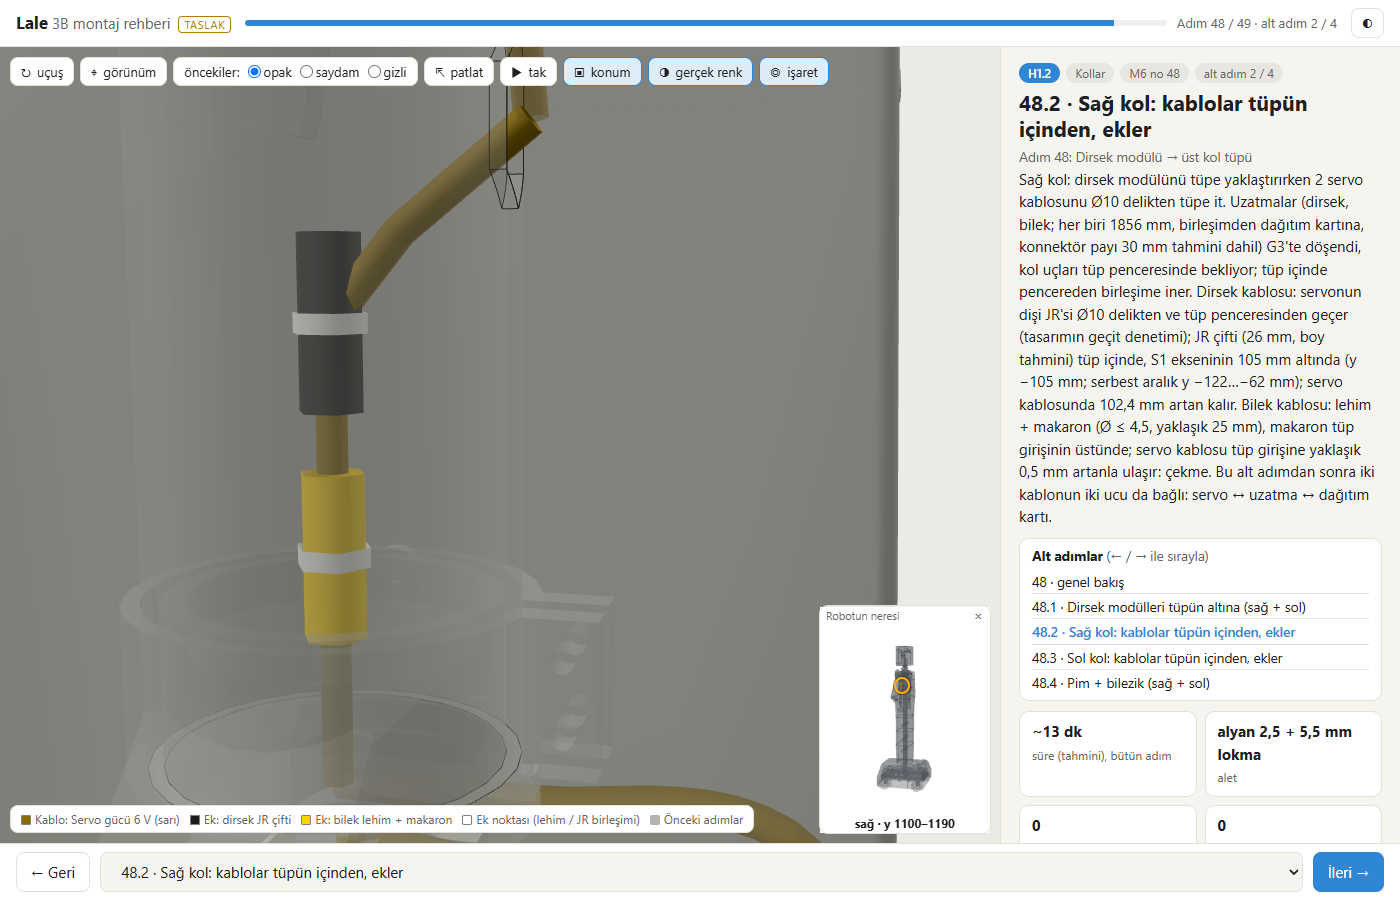 Lale 3B montaj rehberi TASLAK
Adım 48 / 49 · alt adım 2 / 4
↻ uçuş
⌖ görünüm
öncekiler: opak saydam gizli
⇱ patlat
▶ tak
▣ konum
◑ gerçek renk
◎ işaret
H1.2 Kollar M6 no 48 alt adım 2 / 4
48.2 · Sağ kol: kablolar tüpün
içinden, ekler
Adım 48: Dirsek modülü → üst kol tüpü
Sağ kol: dirsek modülünü tüpe yaklaştırırken 2 servo
kablosunu Ø10 delikten tüpe it. Uzatmalar (dirsek,
bilek; her biri 1856 mm, birleşimden dağıtım kartına,
konnektör payı 30 mm tahmini dahil) G3'te döşendi,
kol uçları tüp penceresinde bekliyor; tüp içinde
pencereden birleşime iner. Dirsek kablosu: servonun
dişi JR'si Ø10 delikten ve tüp penceresinden geçer
(tasarımın geçit denetimi); JR çifti (26 mm, boy
tahmini) tüp içinde, S1 ekseninin 105 mm altında (y
−105 mm; serbest aralık y −122…−62 mm); servo
kablosunda 102,4 mm artan kalır. Bilek kablosu: lehim
+ makaron (Ø ≤ 4,5, yaklaşık 25 mm), makaron tüp
girişinin üstünde; servo kablosu tüp girişine yaklaşık
0,5 mm artanla ulaşır: çekme. Bu alt adımdan sonra iki
kablonun iki ucu da bağlı: servo ↔ uzatma ↔ dağıtım
kartı.
Alt adımlar (← / → ile sırayla)
48 · genel bakış
48.1 · Dirsek modülleri tüpün altına (sağ + sol)
48.2 · Sağ kol: kablolar tüpün içinden, ekler
48.3 · Sol kol: kablolar tüpün içinden, ekler
48.4 · Pim + bilezik (sağ + sol)
~13 dk
süre (tahmini), bütün adım
alyan 2,5 + 5,5 mm
lokma
alet
0
0
Robotun neresi ×
sağ · y 1100–1190
Kablo: Servo gücü 6 V (sarı) Ek: dirsek JR çifti Ek: bilek lehim + makaron Ek noktası (lehim / JR birleşimi) Önceki adımlar
← Geri
48.2 · Sağ kol: kablolar tüpün içinden, ekler
İleri →